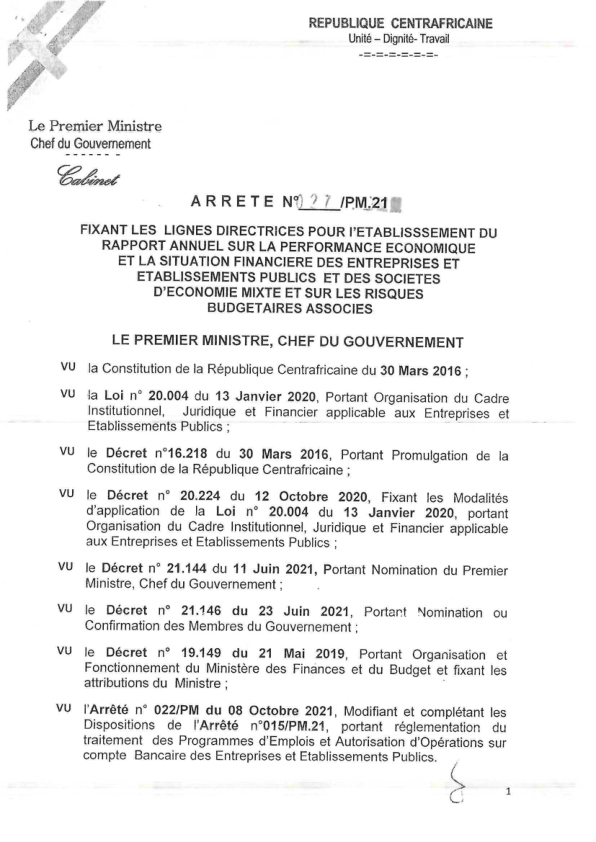 REPUBLIQUE CENTRAFRICAINE
Unité – Dignité- Travail
-=-=-=-=-=-=-
Le Premier Ministre
Chef du Gouvernement
- - - - - - -
Cabinet
ARRETE N° /PM.21
FIXANT LES LIGNES DIRECTRICES POUR l'ETABLISSSEMENT DU
RAPPORT ANNUEL SUR LA PERFORMANCE ECONOMIQUE
ET LA SITUATION FINANCIERE DES ENTREPRISES ET
ETABLISSEMENTS PUBLICS ET DES SOCIETES
D'ECONOMIE MIXTE ET SUR LES RISQUES
BUDGETAIRES ASSOCIES
LE PREMIER MINISTRE, CHEF DU GOUVERNEMENT
VU la Constitution de la République Centrafricaine du 30 Mars 2016 ;
VU la Loi n° 20.004 du 13 Janvier 2020, Portant Organisation du Cadre
Institutionnel, Juridique et Financier applicable aux Entreprises et
Etablissements Publics ;
VU le Décret n°16.218 du 30 Mars 2016, Portant Promulgation de la
Constitution de la République Centrafricaine ;
VU le Décret n° 20.224 du 12 Octobre 2020, Fixant les Modalités
d'application de la Loi n° 20.004 du 13 Janvier 2020, portant
Organisation du Cadre Institutionnel, Juridique et Financier applicable
aux Entreprises et Etablissements Publics ;
VU le Décret n° 21.144 du 11 Juin 2021, Portant Nomination du Premier
Ministre, Chef du Gouvernement ;
VU le Décret n° 21.146 du 23 Juin 2021, Portant Nomination ou
Confirmation des Membres du Gouvernement ;
VU le Décret n° 19.149 du 21 Mai 2019, Portant Organisation et
Fonctionnement du Ministère des Finances et du Budget et fixant les
attributions du Ministre ;
VU l'Arrêté n° 022/PM du 08 Octobre 2021, Modifiant et complétant les
Dispositions de l'Arrêté n°015/PM.21, portant réglementation du
traitement des Programmes d'Emplois et Autorisation d'Opérations sur
compte Bancaire des Entreprises et Etablissements Publics.
1